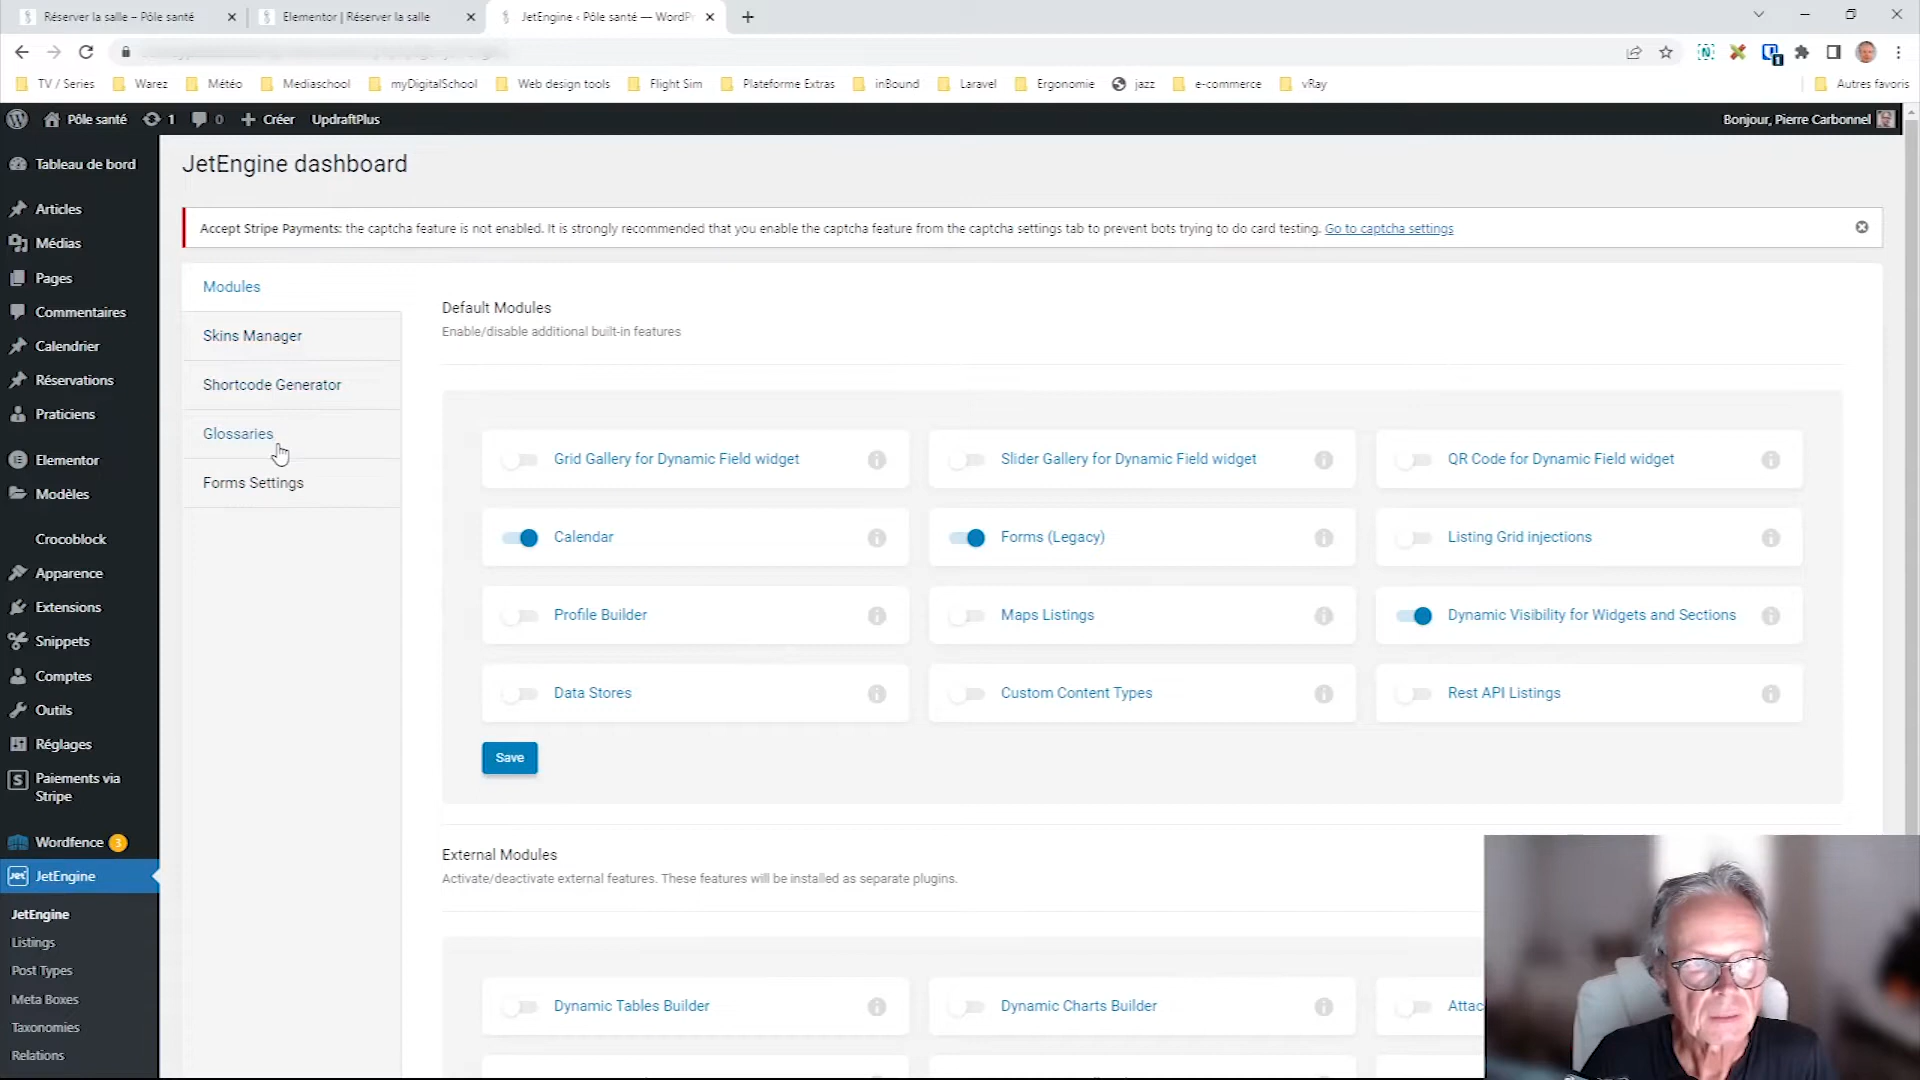 Réserver la salle – Pôle santé
Elementor | Réserver la salle
JetEngine ‹ Pôle santé — WordPr
TV / Series
Warez
Météo
Mediaschool
myDigitalSchool
Web design tools
Flight Sim
Plateforme Extras
inBound
Laravel
Ergonomie
jazz
e-commerce
vRay
Autres favoris
Pôle santé
1
0
Créer
UpdraftPlus
Bonjour, Pierre Carbonnel
Tableau de bord
Articles
Médias
Pages
Commentaires
Calendrier
Réservations
Praticiens
Elementor
Modèles
Crocoblock
Apparence
Extensions
Snippets
Comptes
Outils
Réglages
Paiements via
Stripe
Wordfence 3
JetEngine
JetEngine
Listings
Post Types
Meta Boxes
Taxonomies
Relations
JetEngine dashboard
Accept Stripe Payments: the captcha feature is not enabled. It is strongly recommended that you enable the captcha feature from the captcha settings tab to prevent bots trying to do card testing. Go to captcha settings
Modules
Skins Manager
Shortcode Generator
Glossaries
Forms Settings
Default Modules
Enable/disable additional built-in features
Grid Gallery for Dynamic Field widget
Slider Gallery for Dynamic Field widget
QR Code for Dynamic Field widget
Calendar
Forms (Legacy)
Listing Grid injections
Profile Builder
Maps Listings
Dynamic Visibility for Widgets and Sections
Data Stores
Custom Content Types
Rest API Listings
Save
External Modules
Activate/deactivate external features. These features will be installed as separate plugins.
Dynamic Tables Builder
Dynamic Charts Builder
Attac